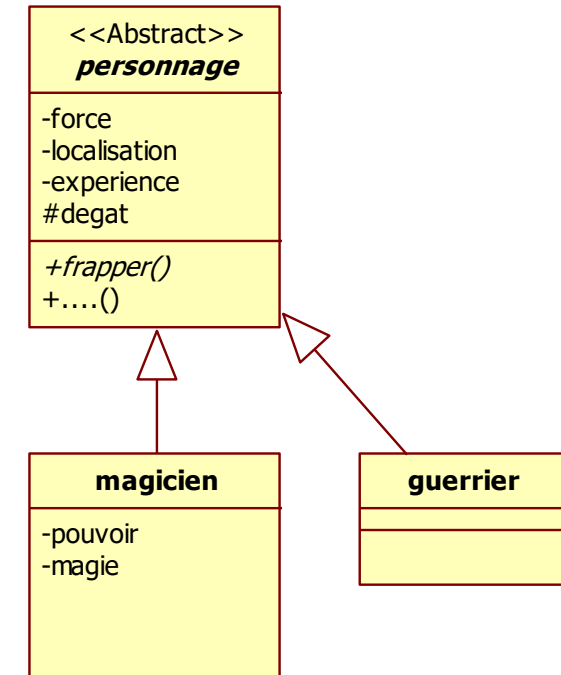 <<Abstract>>
personnage
-force
-localisation
-experience
#degat
+frapper()
+....()
magicien
-pouvoir
-magie
guerrier